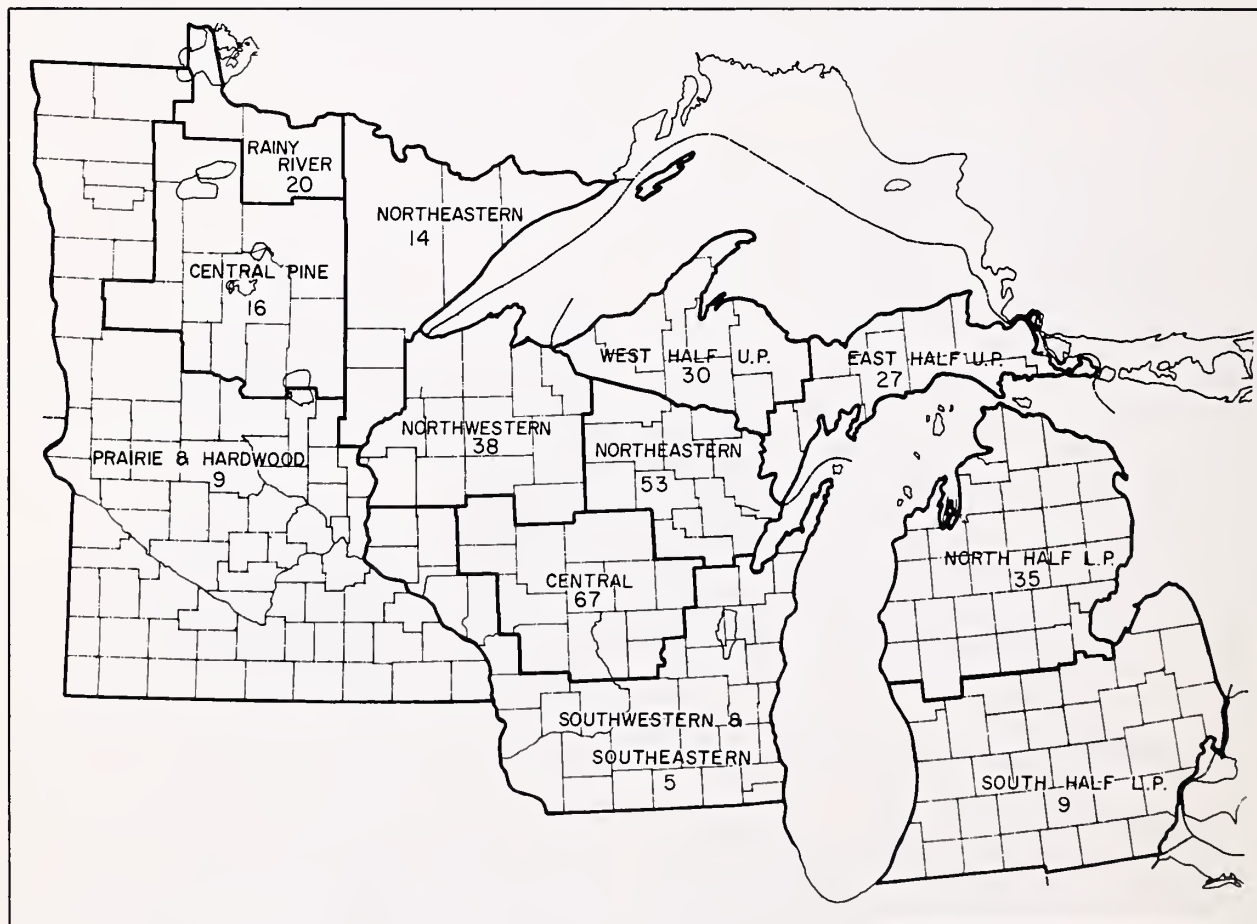 RAINY
RIVER
20
NORTHEASTERN
14
CENTRAL PINE
16
WEST HALF U.P.
30
EAST HALF U.P.
27
NORTHWESTERN
38
NORTHEASTERN
53
PRAIRIE & HARDWOOD
9
NORTH HALF L.P.
35
CENTRAL
67
SOUTHWESTERN &
SOUTHEASTERN
5
SOUTH HALF L.P.
9